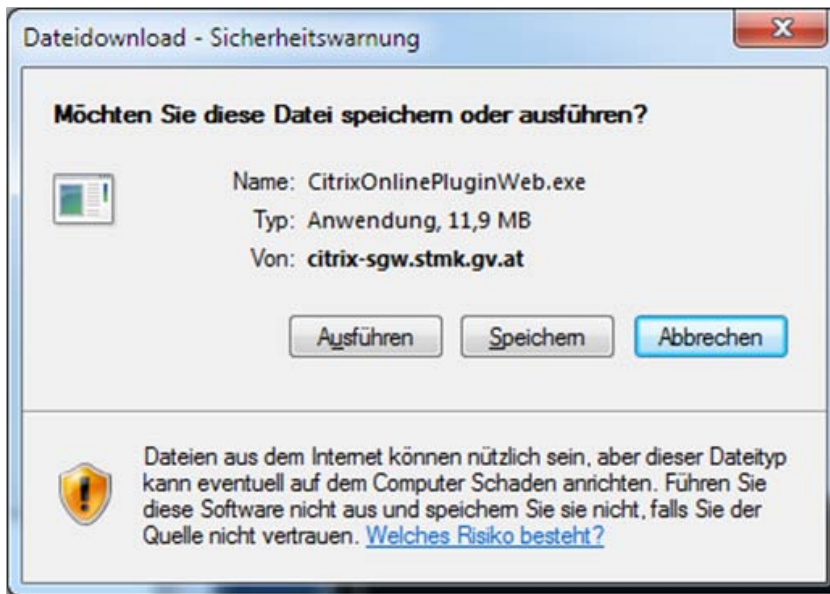 Dateidownload - Sicherheitswarnung
Möchten Sie diese Datei speichern oder ausführen?
Name: CitrixOnlinePluginWeb.exe
Typ: Anwendung, 11,9 MB
Von: citrix-sgw.stmk.gv.at
Ausführen Speichern Abbrechen
Dateien aus dem Internet können nützlich sein, aber dieser Dateityp
kann eventuell auf dem Computer Schaden anrichten. Führen Sie
diese Software nicht aus und speichern Sie sie nicht, falls Sie der
Quelle nicht vertrauen. Welches Risiko besteht?